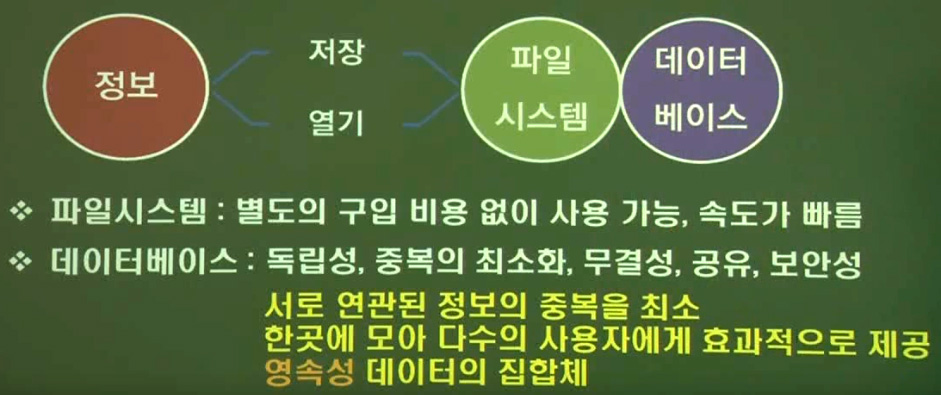 정보
저장
열기
파일
시스템
데이터
베이스
❖ 파일시스템 : 별도의 구입 비용 없이 사용 가능, 속도가 빠름
❖ 데이터베이스 : 독립성, 중복의 최소화, 무결성, 공유, 보안성
서로 연관된 정보의 중복을 최소
한곳에 모아 다수의 사용자에게 효과적으로 제공
영속성 데이터의 집합체